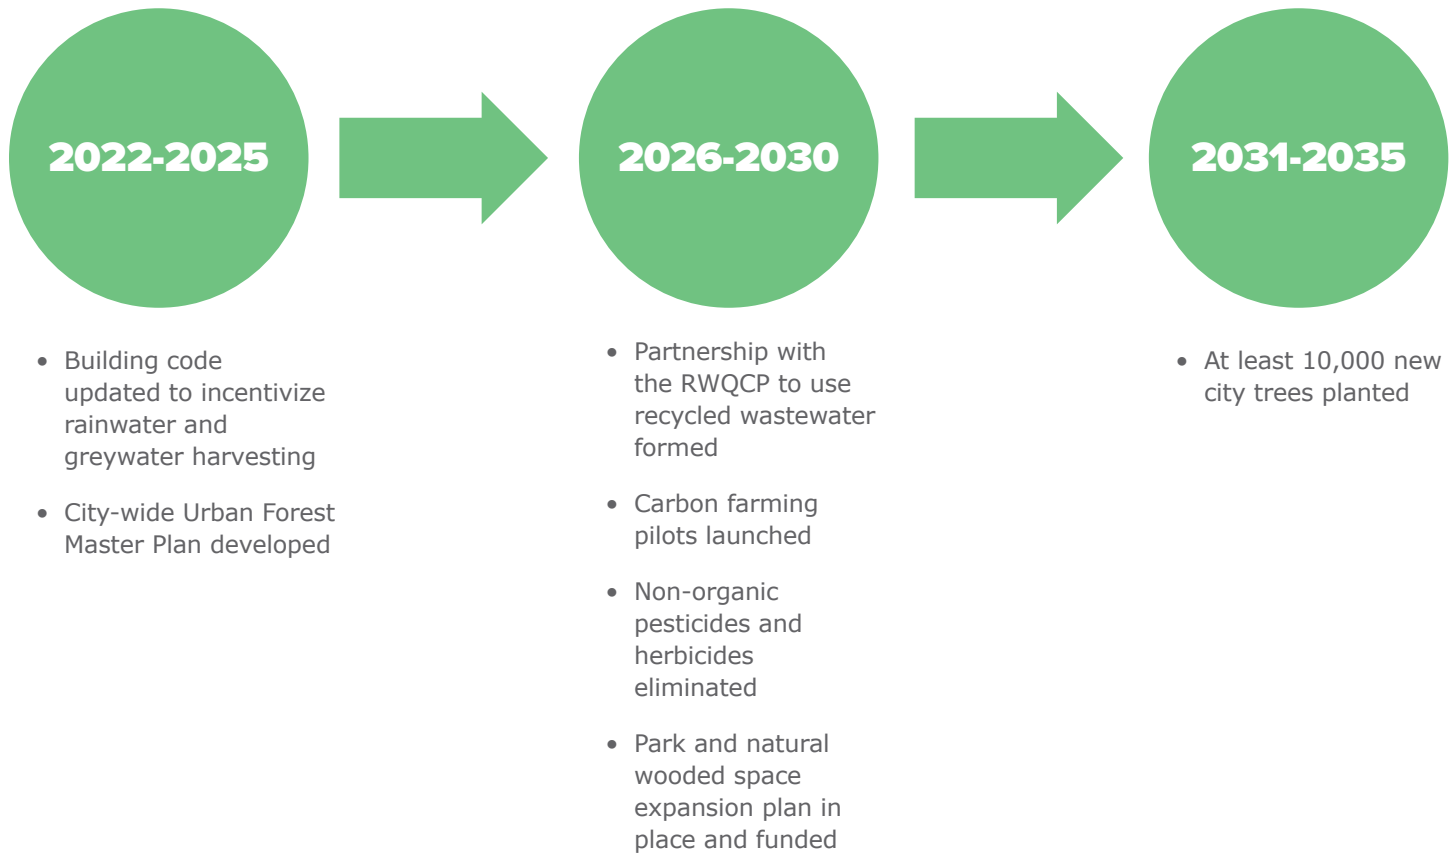 2022-2025
2026-2030
2031-2035
• Building code
updated to incentivize
rainwater and
greywater harvesting
• City-wide Urban Forest
Master Plan developed
• Partnership with
the RWQCP to use
recycled wastewater
formed
• Carbon farming
pilots launched
• Non-organic
pesticides and
herbicides
eliminated
• Park and natural
wooded space
expansion plan in
place and funded
• At least 10,000 new
city trees planted